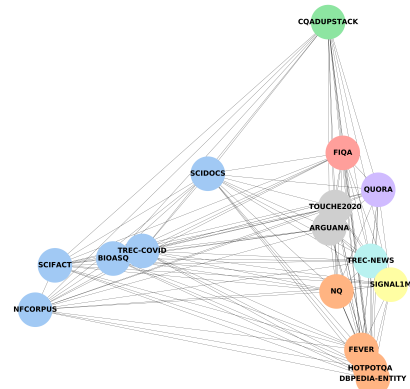 CQADUPSTACK
FIQA
SCIDOCS
QUORA
TOUCHE2020
ARGUANA
TREC-COVID
BIOASQ
SCIFACT
TREC-NEWS
SIGNAL1M
NQ
NFCORPUS
FEVER
HOTPOTQA
DBPEDIA-ENTITY